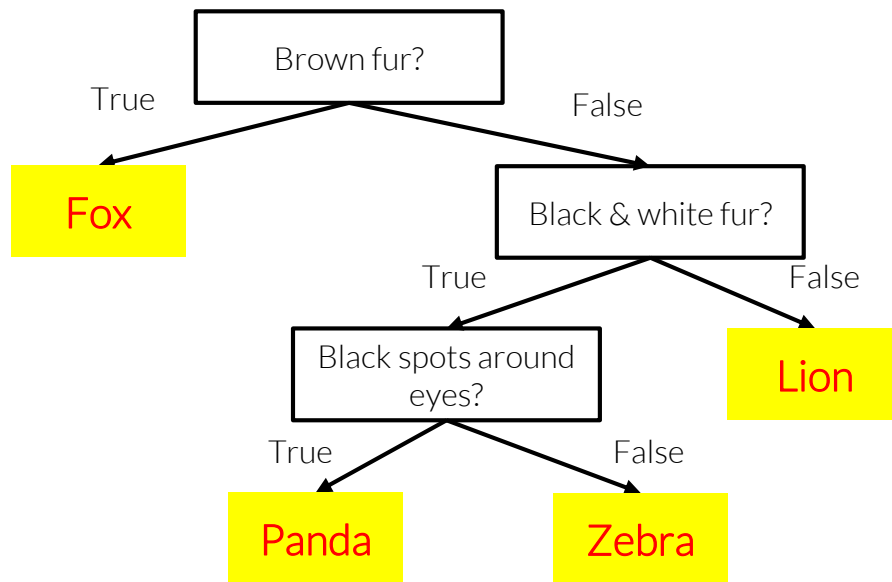 Brown fur?
True
False
Fox
Black & white fur?
True
False
Black spots around
eyes?
Lion
True
False
Panda
Zebra